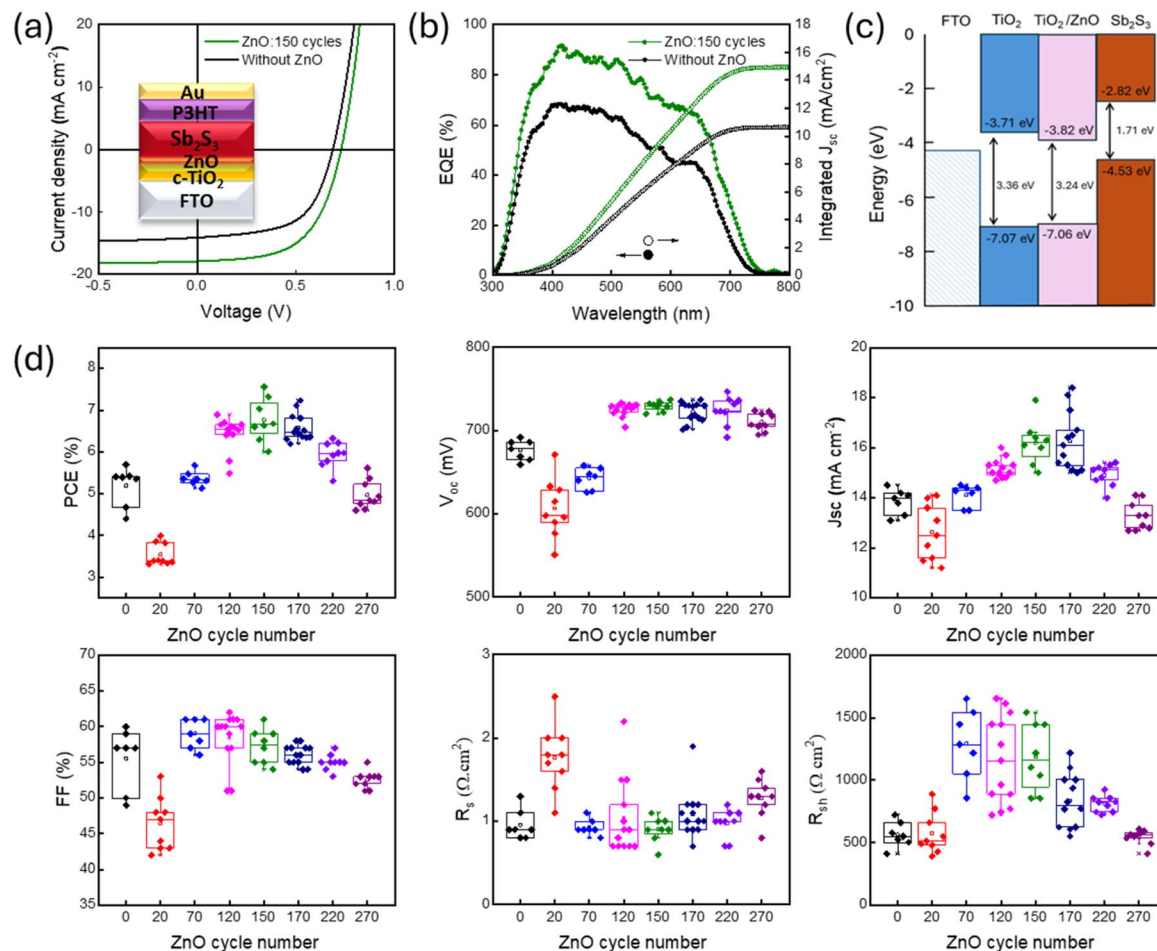 (a)
20
10
0
-10
20
-0.5
0.0
0.5
1.0
Current density (mA cm-2)
Voltage (V)
ZnO:150 cycles
Without ZnO
Au
P3HT
Sb2S3
ZnO
c-TiO2
FTO
(b)
100
80
60
40
20
0
300
400
500
600
700
800
EQE (%)
Wavelength (nm)
ZnO:150 cycles
Without ZnO
18
16
14
12
10
8
6
4
2
0
Integrated Jsc (mA/cm2)
(c)
FTO
TiO2
TiO2/ZnO
Sb2S3
0
-2
-4
-6
-8
-10
Energy (eV)
-3.71 eV
3.36 eV
-7.07 eV
-3.82 eV
3.24 eV
-7.06 eV
-2.82 eV
1.71 eV
-4.53 eV
(d)
9
8
7
6
5
4
3
PCE (%)
0 20 70 120 150 170 220 270
ZnO cycle number
800
700
600
500
Voc (mV)
0 20 70 120 150 170 220 270
ZnO cycle number
20
18
16
14
12
10
Jsc (mA cm-2)
0 20 70 120 150 170 220 270
ZnO cycle number
70
65
60
55
50
45
40
35
FF (%)
0 20 70 120 150 170 220 270
ZnO cycle number
3
2
1
0
Rs (Ω.cm2)
0 20 70 120 150 170 220 270
ZnO cycle number
2000
1500
1000
500
0
Rsh (Ω cm2)
0 20 70 120 150 170 220 270
ZnO cycle number